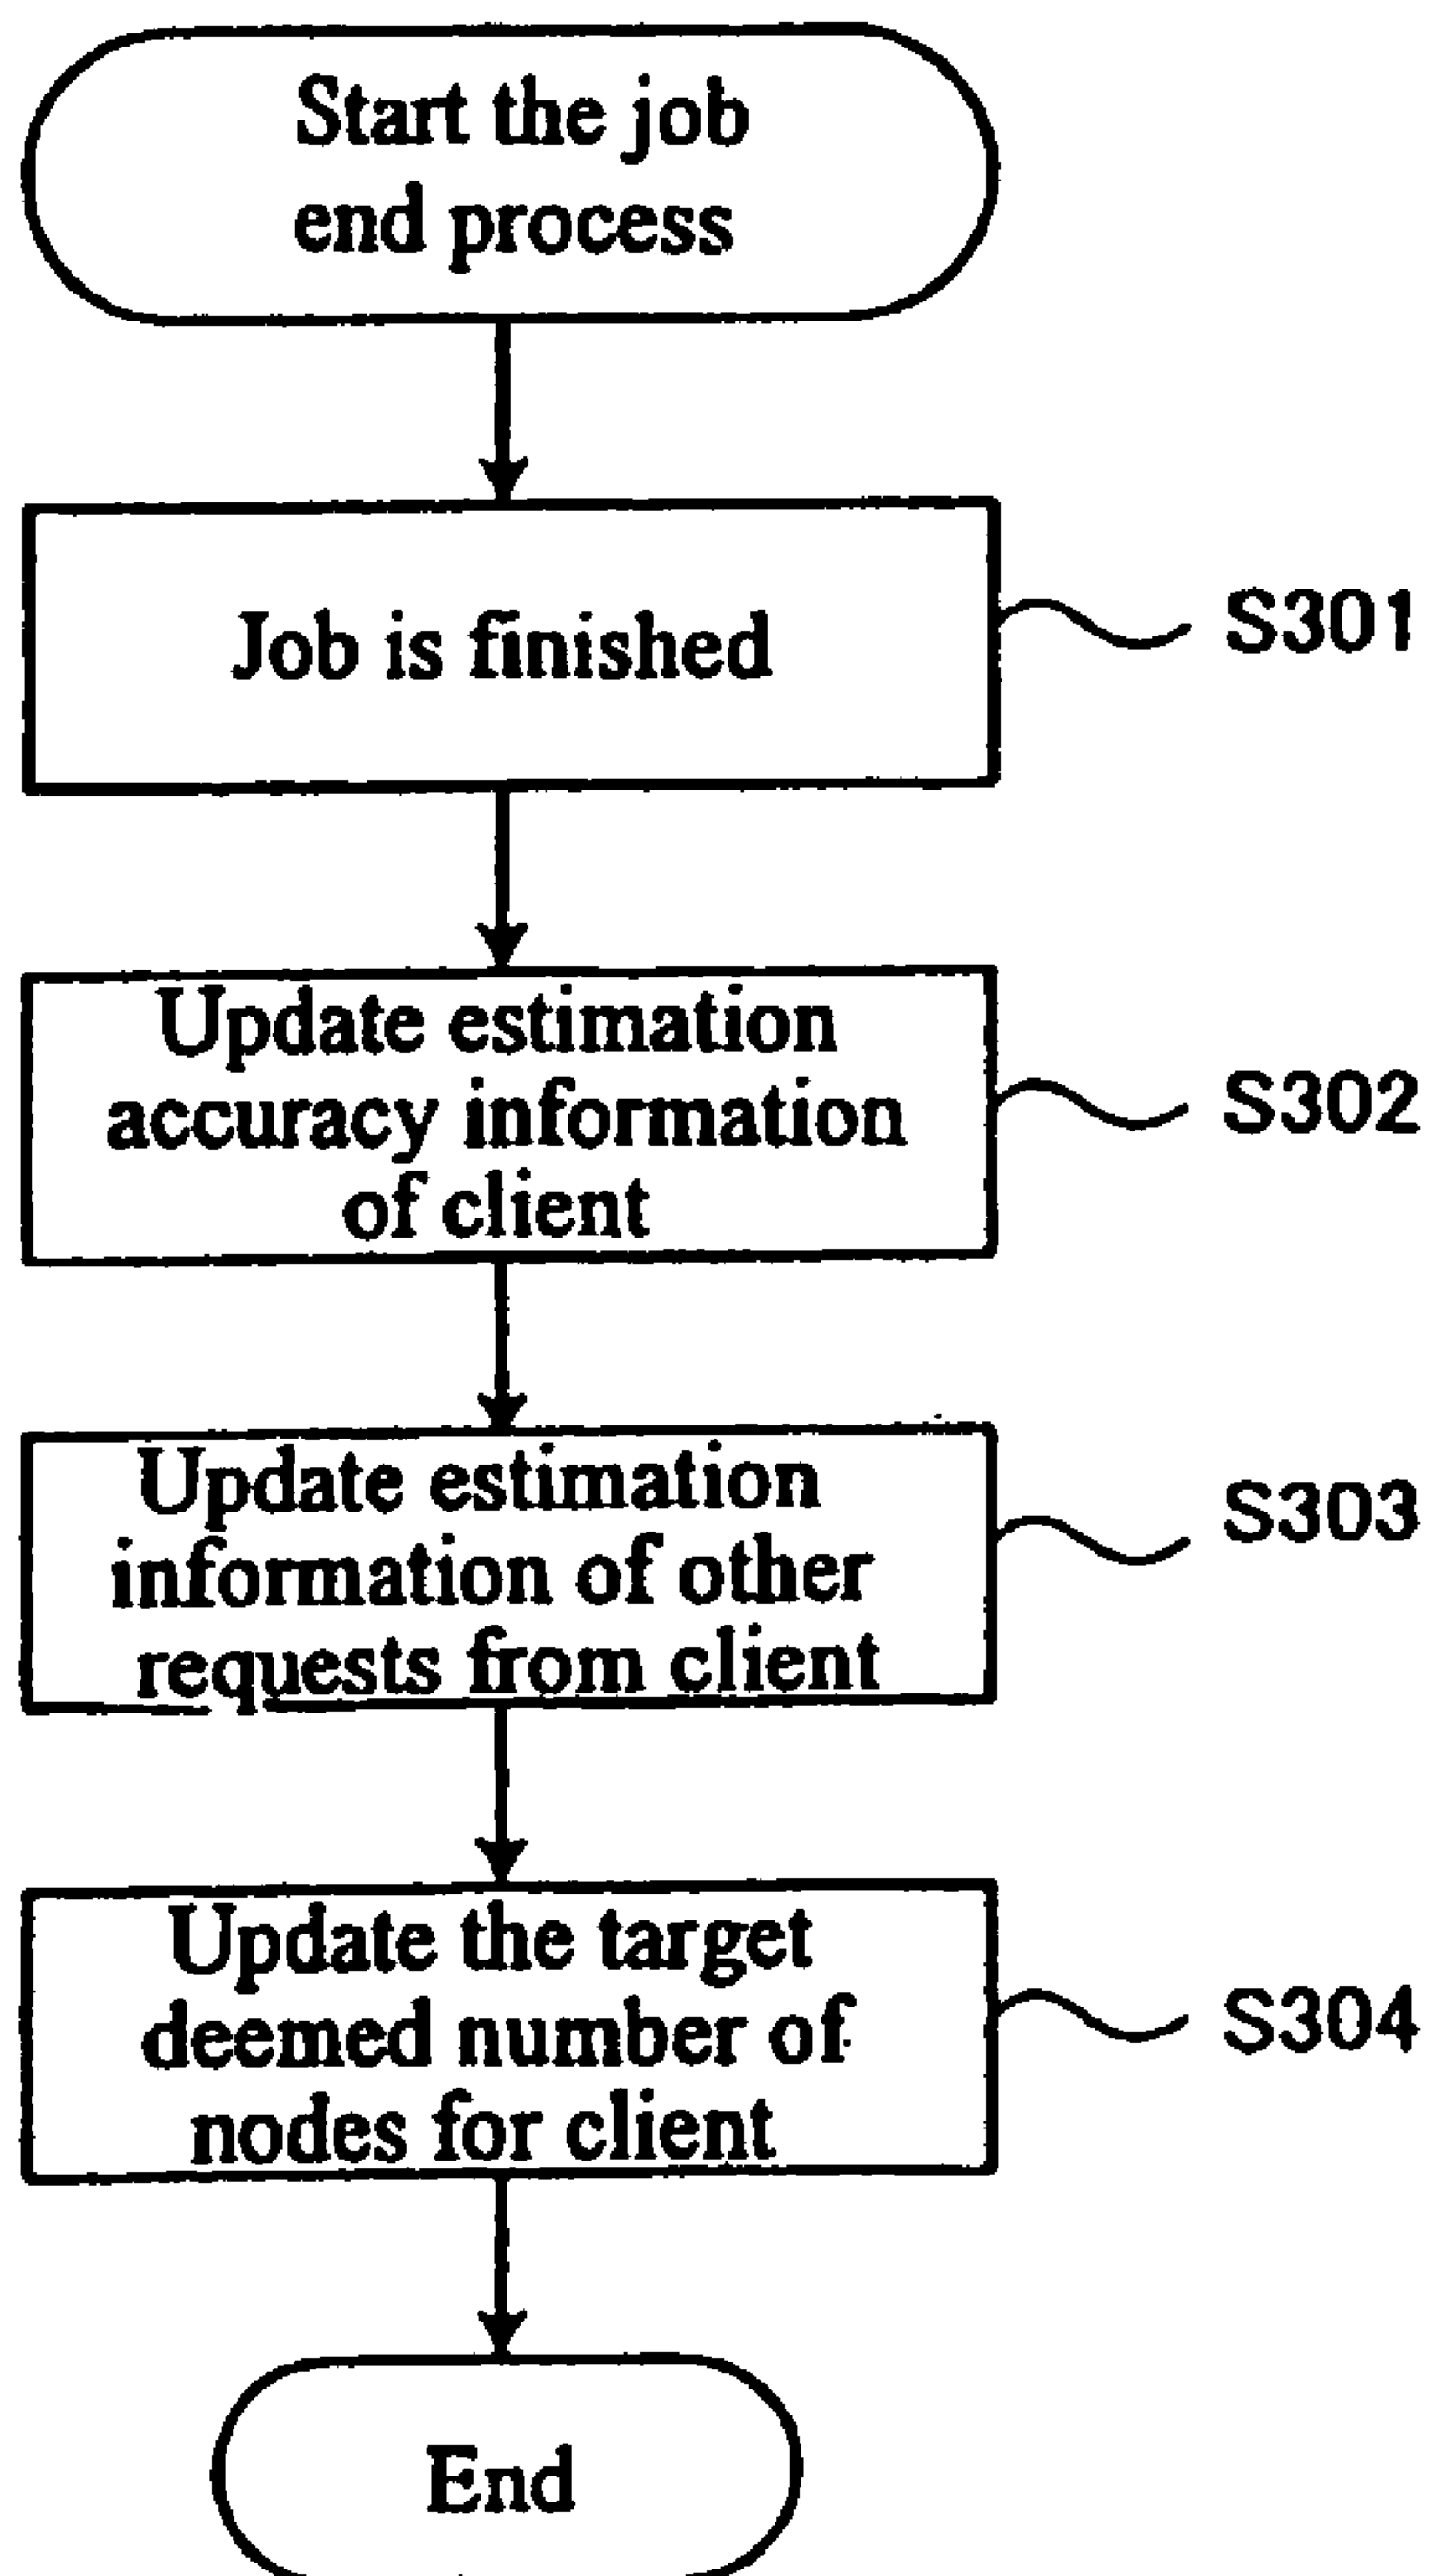 Start the job
end process
Job is finished
S301
Update estimation
accuracy information
of client
S302
Update estimation
information of other
requests from client
S303
Update the target
deemed number of
nodes for client
S304
End